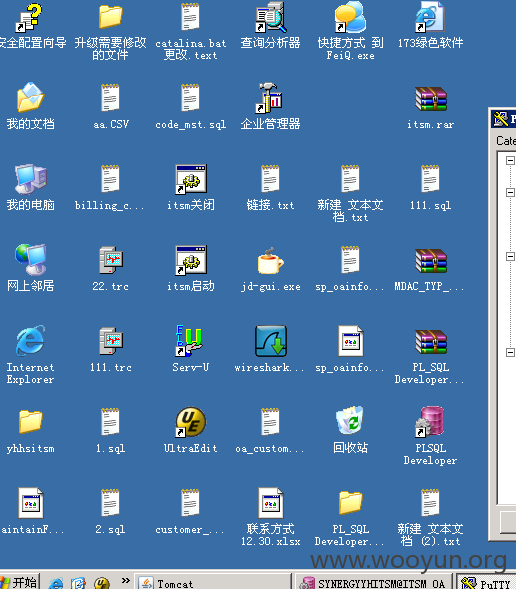 安全配置向导
升级需要修改
的文件
catalina.bat
更改.text
查询分析器
快捷方式 到
FeiQ.exe
173绿色软件
我的文档
aa.CSV
code_mst.sql
企业管理器
itsm.rar
P
Cate
我的电脑
billing_c...
itsm关闭
链接.txt
新建 文本文
档.txt
111.sql
网上邻居
22.trc
itsm启动
jd-gui.exe
sp_oainfo...
MDAC_TYP_...
Internet
Explorer
111.trc
Serv-U
wireshark...
sp_oainfo...
PL_SQL
Developer...
yhhsitsm
1.sql
UltraEdit
oa_custom...
回收站
PLSQL
Developer
aintainF...
2.sql
customer_...
联系方式
12.30.xlsx
PL_SQL
Developer...
新建 文本文
档 (2).txt
www.wooyun.org
开始
Tomcat
SYNERGYYHITSM@ITSM_OA
PuTTY